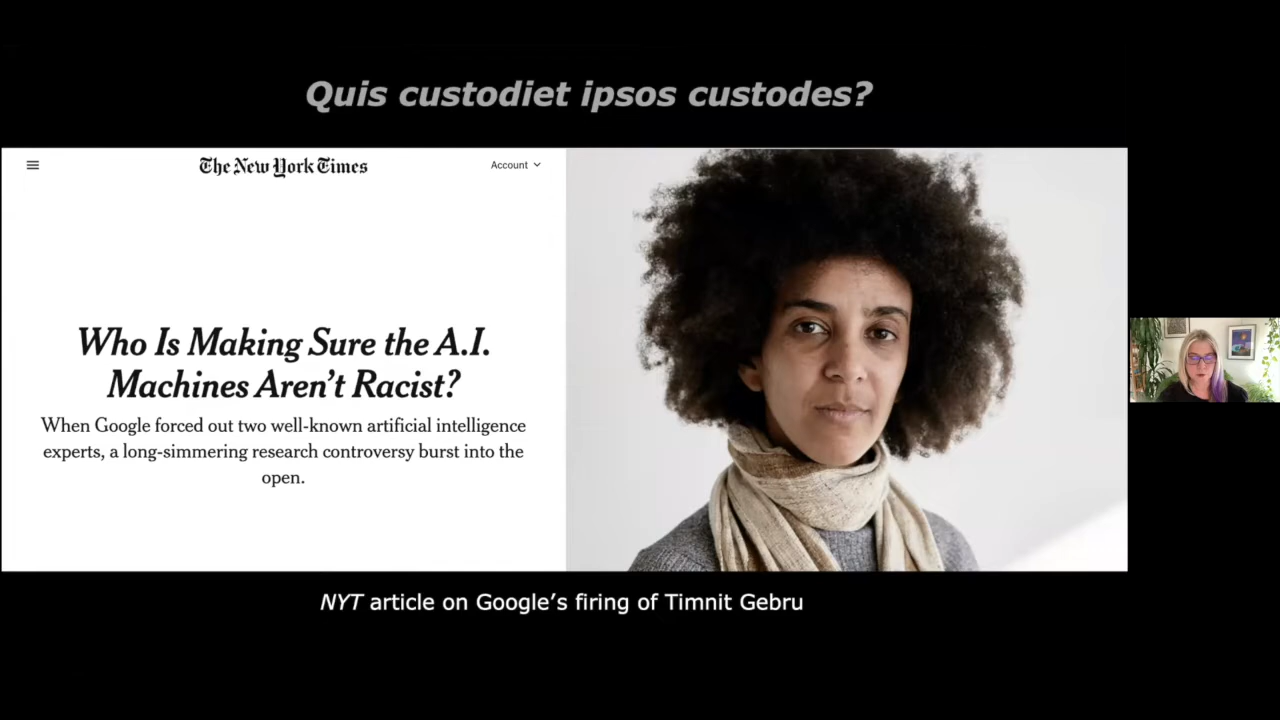 Quis custodiet ipsos custodes?
The New York Times
Account
Who Is Making Sure the A.I.
Machines Aren’t Racist?
When Google forced out two well-known artificial intelligence
experts, a long-simmering research controversy burst into the
open.
NYT article on Google’s firing of Timnit Gebru